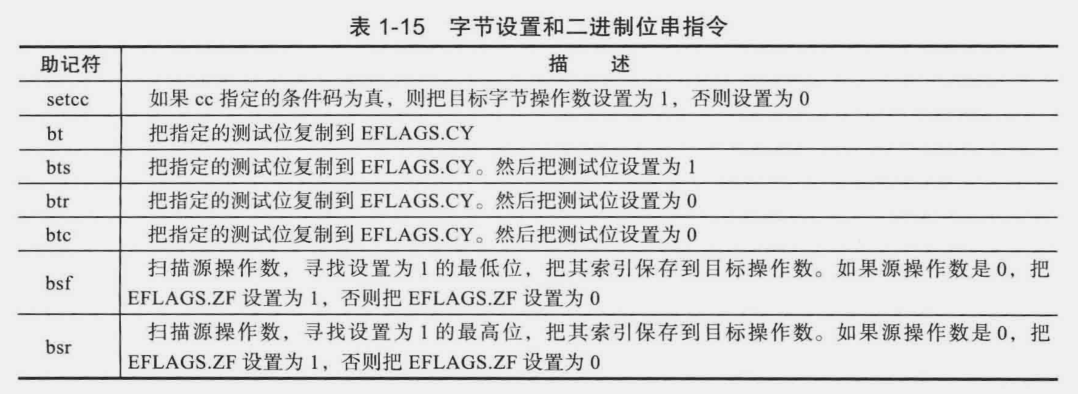 表 1-15 字节设置和二进制位串指令
助记符 描 述
setcc 如果 cc 指定的条件码为真，则把目标字节操作数设置为 1，否则设置为 0
bt 把指定的测试位复制到 EFLAGS.CY
bts 把指定的测试位复制到 EFLAGS.CY。然后把测试位设置为 1
btr 把指定的测试位复制到 EFLAGS.CY。然后把测试位设置为 0
btc 把指定的测试位复制到 EFLAGS.CY。然后把测试位设置为 0
bsf 扫描源操作数，寻找设置为 1 的最低位，把其索引保存到目标操作数。如果源操作数是 0，把
EFLAGS.ZF 设置为 1，否则把 EFLAGS.ZF 设置为 0
bsr 扫描源操作数，寻找设置为 1 的最高位，把其索引保存到目标操作数。如果源操作数是 0，把
EFLAGS.ZF 设置为 1，否则把 EFLAGS.ZF 设置为 0